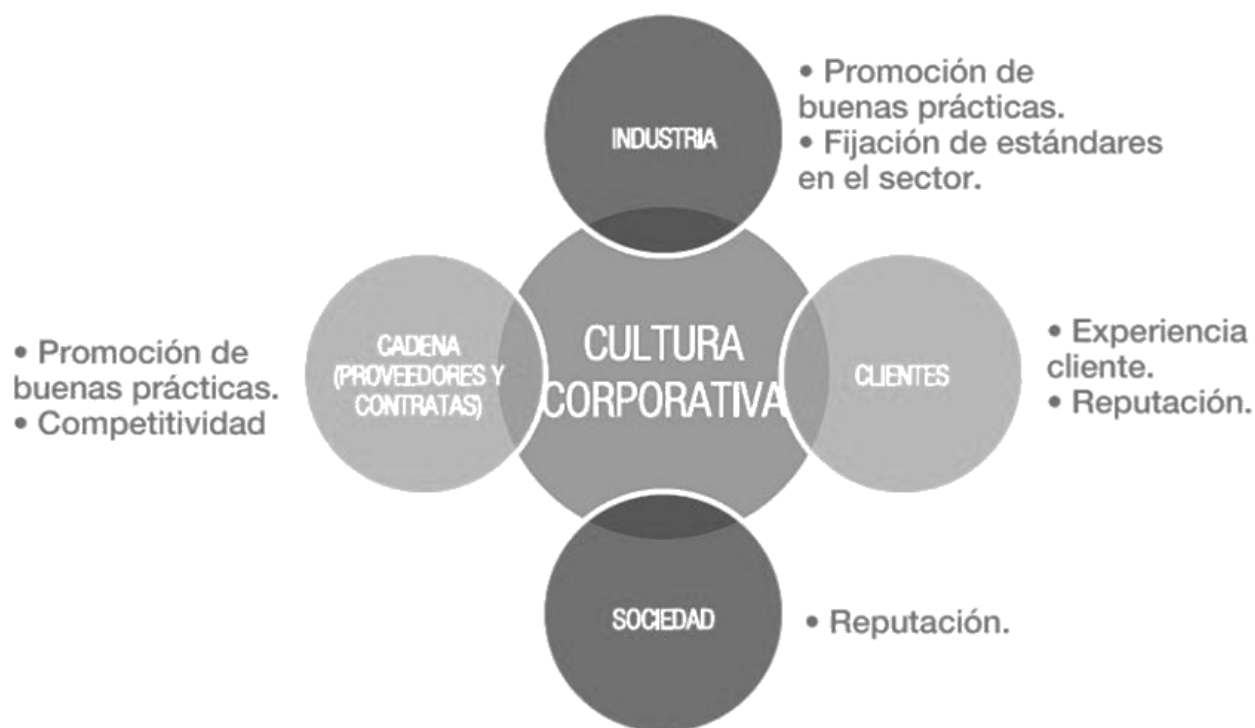 INDUSTRIA
• Promoción de
buenas prácticas.
• Fijación de estándares
en el sector.
• Promoción de
buenas prácticas.
• Competitividad
CADENA
(PROVEEDORES Y
CONTRATAS)
CULTURA
CORPORATIVA
CLIENTES
• Experiencia
cliente.
• Reputación.
SOCIEDAD
• Reputación.